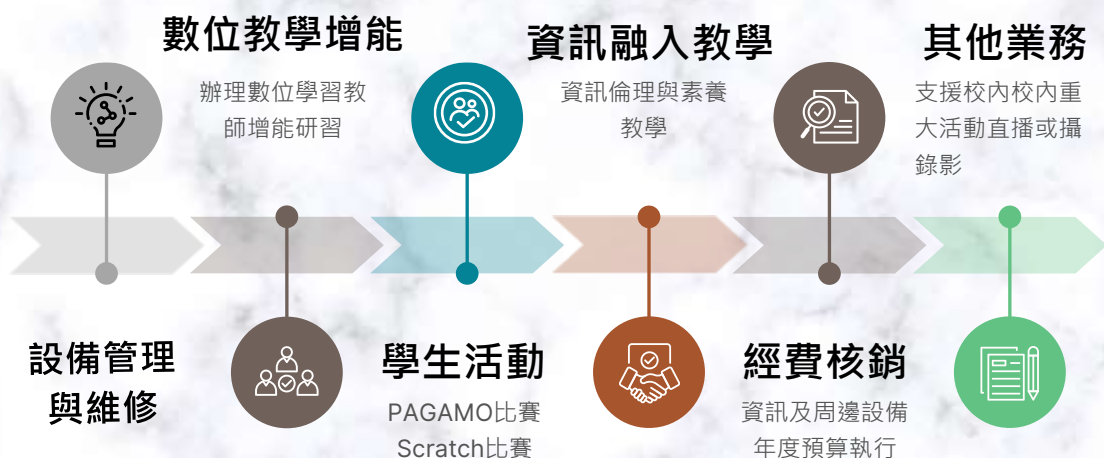 數位教學增能
辦理數位學習教
師增能研習
資訊融入教學
資訊倫理與素養
教學
其他業務
支援校內校內重
大活動直播或攝
錄影
設備管理
與維修
學生活動
PAGAMO比賽
Scratch比賽
經費核銷
資訊及周邊設備
年度預算執行